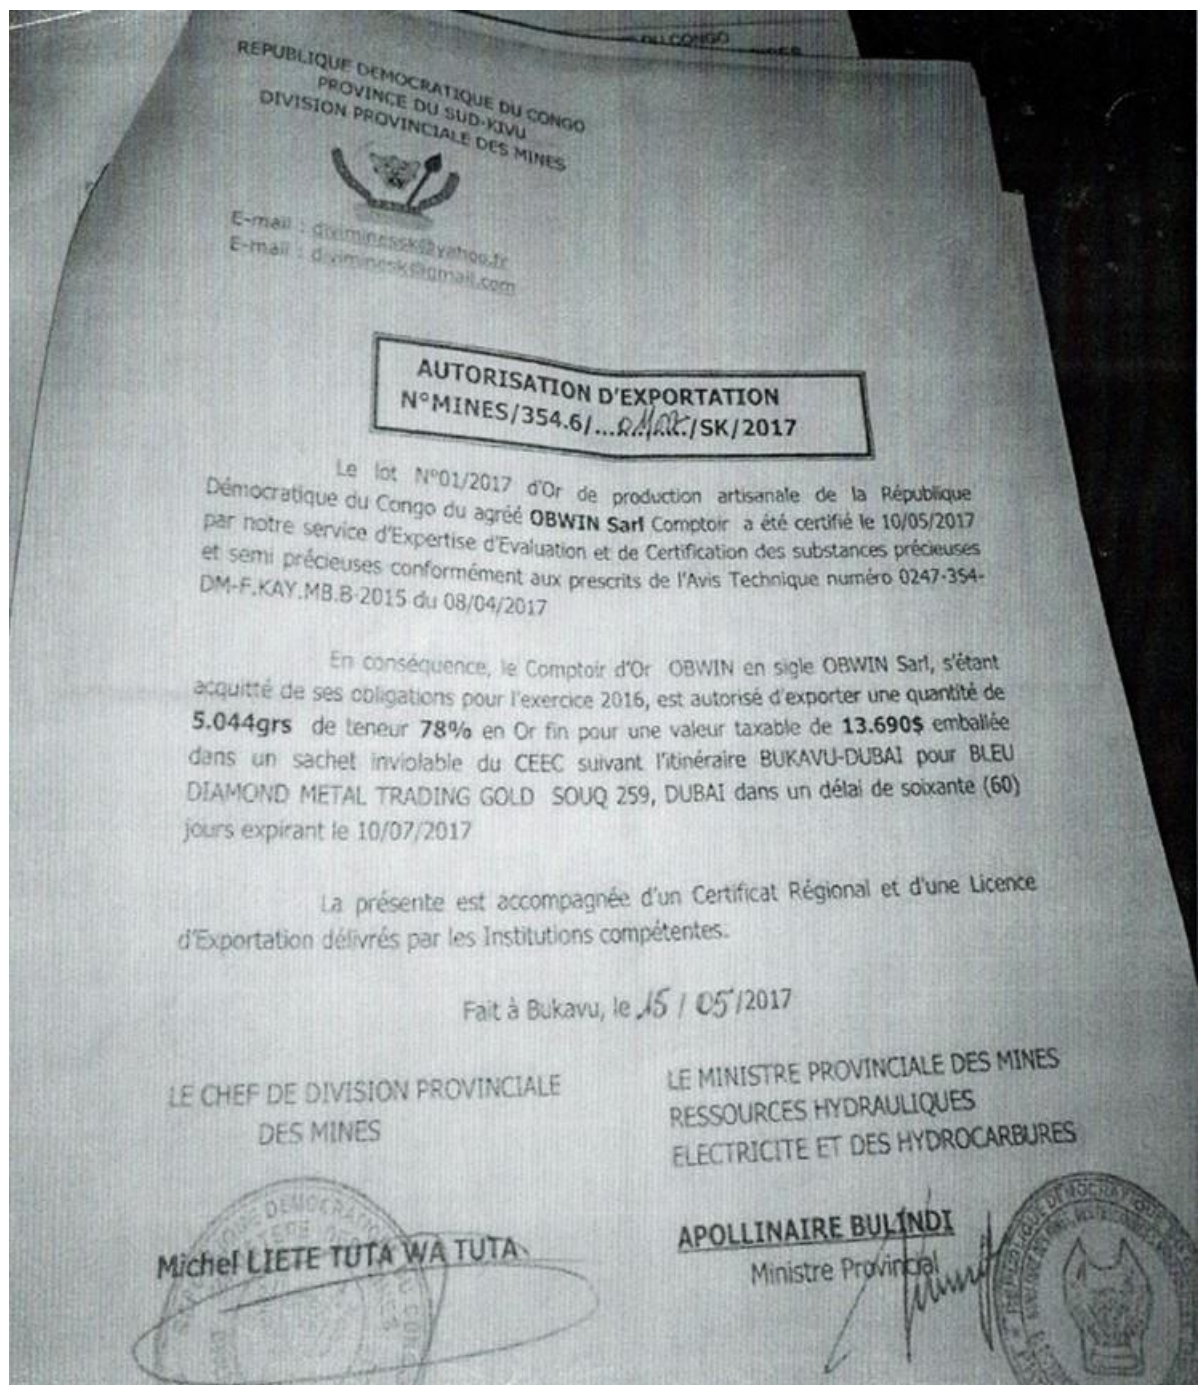 DU CONGO
REPUBLIQUE DEMOCRATIQUE DU CONGO
PROVINCE DU SUD-KIVU
DIVISION PROVINCIALE DES MINES
E-mail : diviminessk@yahoo.fr
E-mail : diviminesk@gmail.com
AUTORISATION D'EXPORTATION
N°MINES/354.6/... /SK/2017
Le lot N°01/2017 d'Or de production artisanale de la République
Démocratique du Congo du agréé OBWIN Sarl Comptoir a été certifié le 10/05/2017
par notre service d'Expertise d'Evaluation et de Certification des substances précieuses
et semi précieuses conformément aux prescrits de l'Avis Technique numéro 0247-354-
DM-F.KAY.MB.B-2015 du 08/04/2017
En conséquence, le Comptoir d'Or OBWIN en sigle OBWIN Sarl, s'étant
acquitté de ses obligations pour l'exercice 2016, est autorisé d'exporter une quantité de
5.044grs de teneur 78% en Or fin pour une valeur taxable de 13.690$ emballée
dans un sachet inviolable du CEEC suivant l'itinéraire BUKAVU-DUBAI pour BLEU
DIAMOND METAL TRADING GOLD SOUQ 259, DUBAI dans un délai de soixante (60)
jours expirant le 10/07/2017
La présente est accompagnée d'un Certificat Régional et d'une Licence
d'Exportation délivrés par les Institutions compétentes.
Fait à Bukavu, le 15 / 05/2017
LE CHEF DE DIVISION PROVINCIALE
DES MINES
LE MINISTRE PROVINCIALE DES MINES
RESSOURCES HYDRAULIQUES
ELECTRICITE ET DES HYDROCARBURES
Michel LIETE TUTA WA TUTA
APOLLINAIRE BULINDI
Ministre Provincial